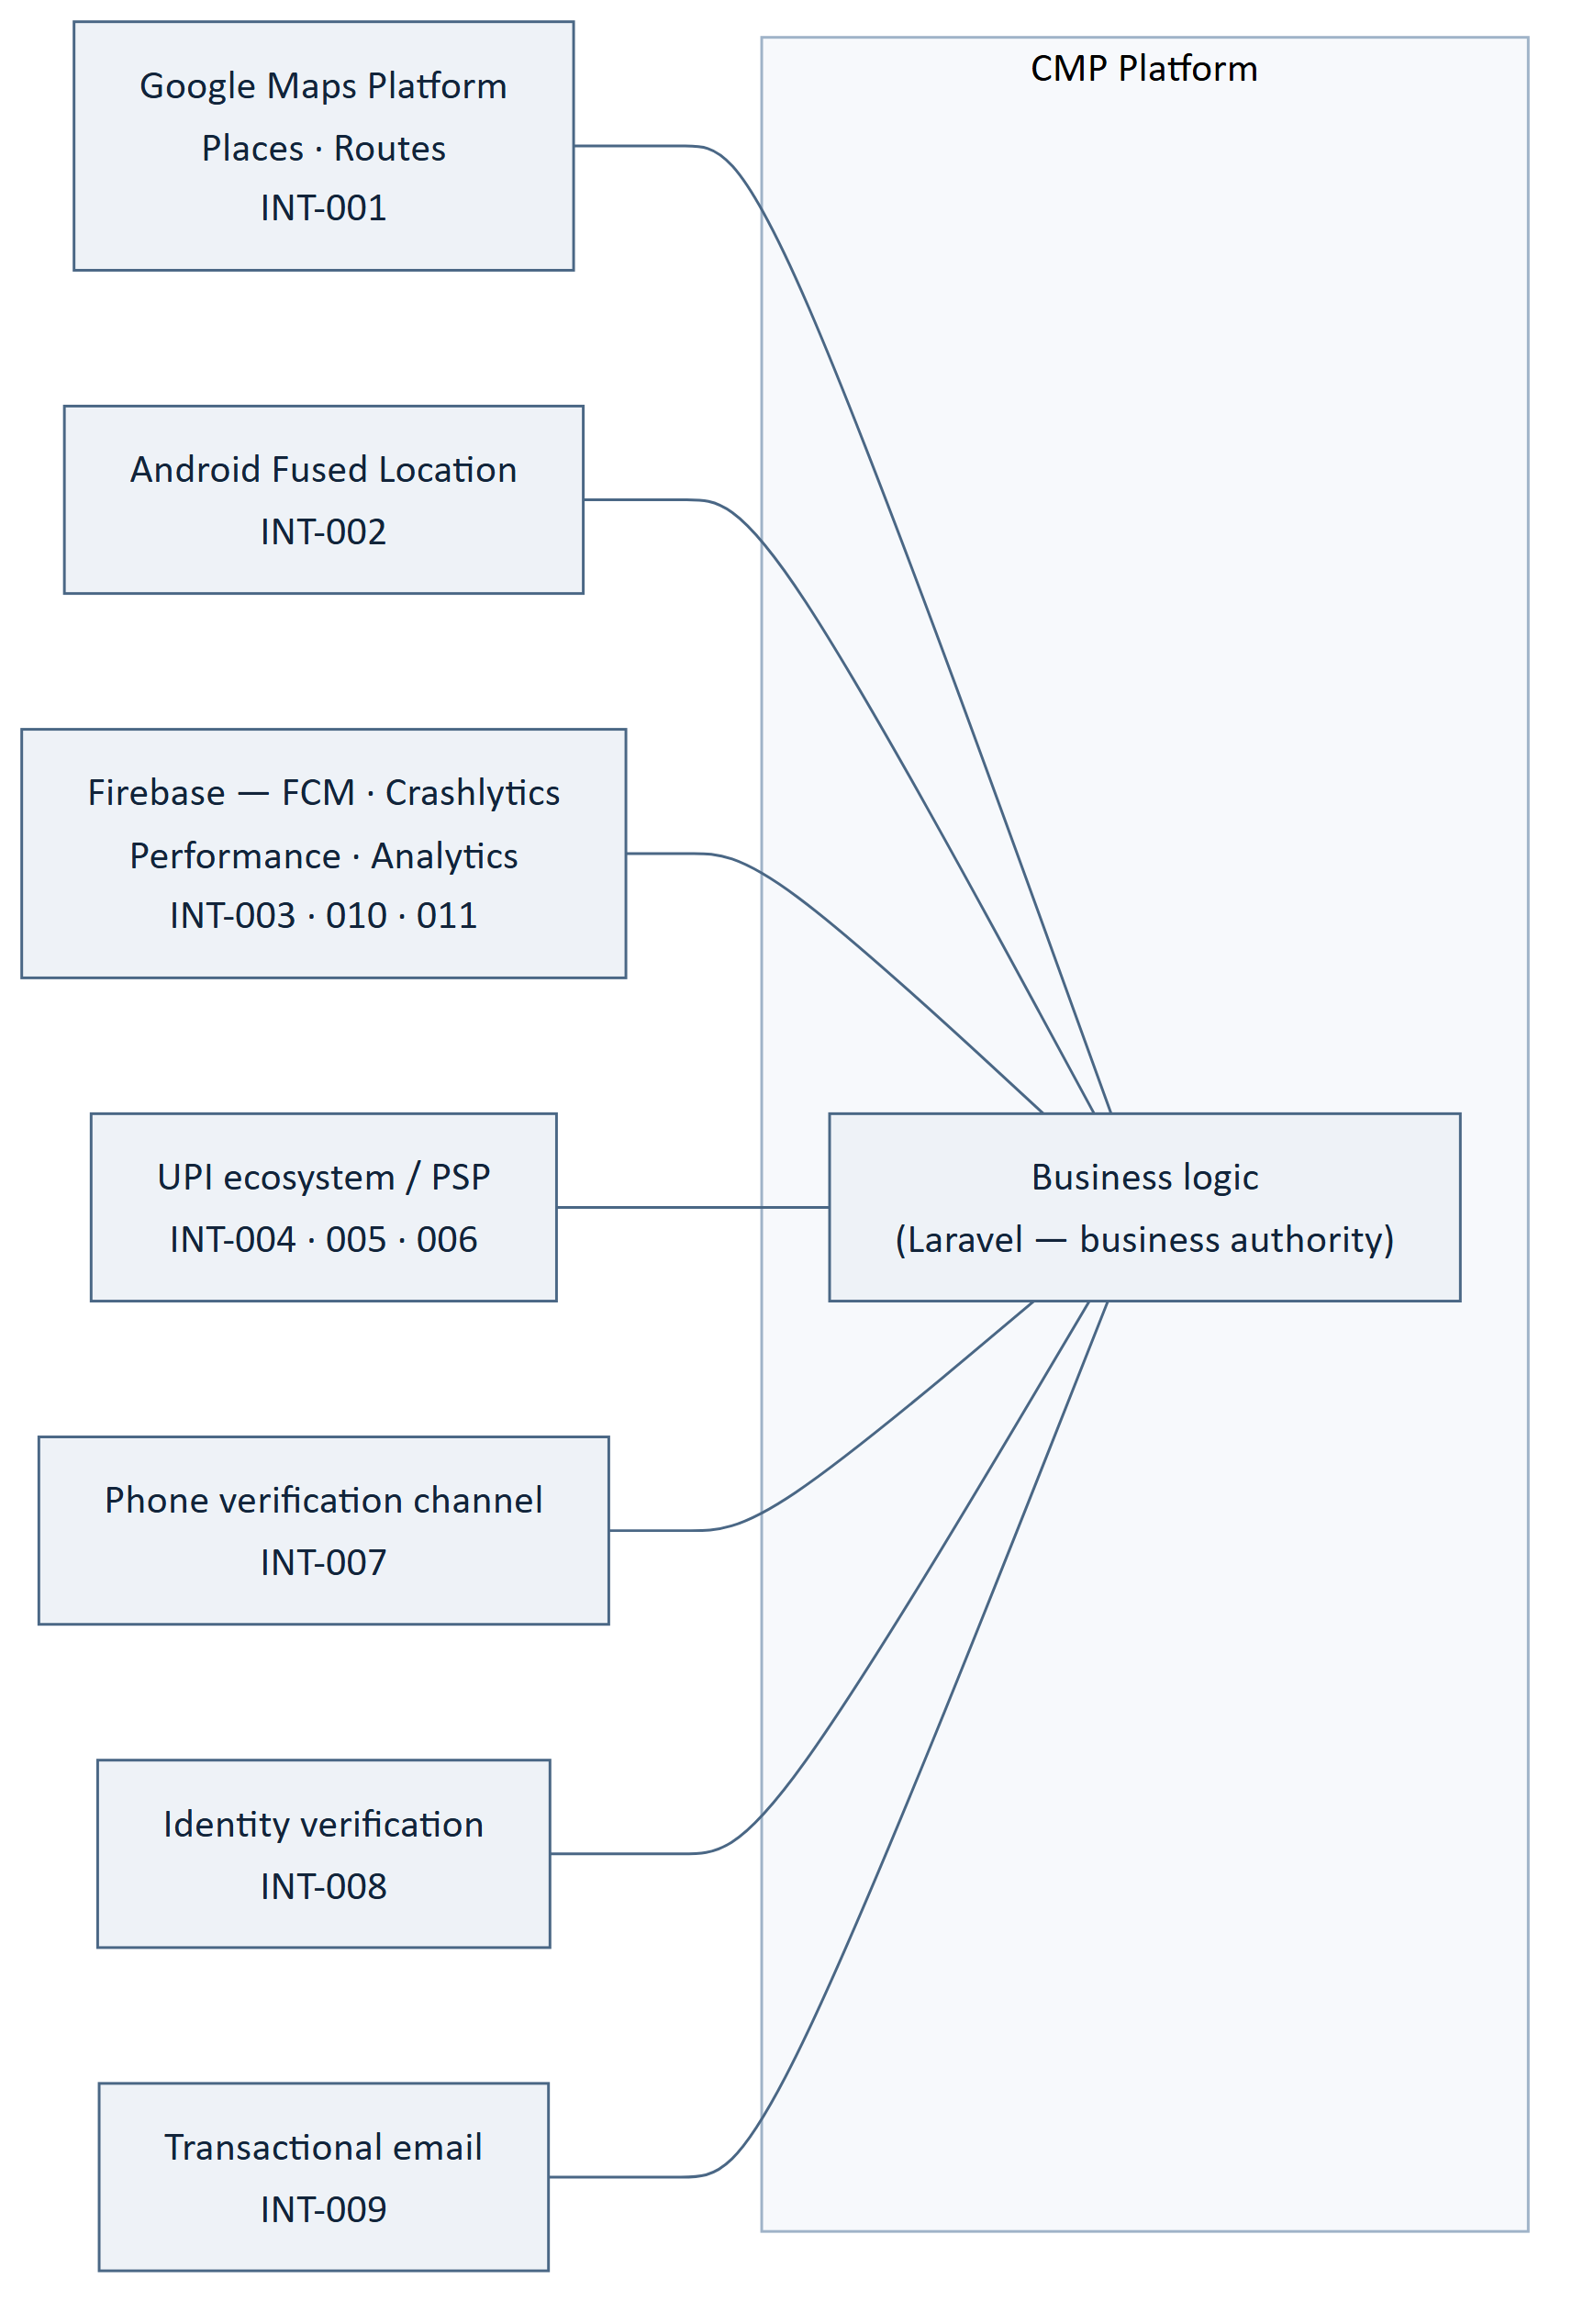 CMP Platform
Google Maps Platform
Places · Routes
INT-001
Android Fused Location
INT-002
Firebase — FCM · Crashlytics
Performance · Analytics
INT-003 · 010 · 011
UPI ecosystem / PSP
INT-004 · 005 · 006
Business logic
(Laravel — business authority)
Phone verification channel
INT-007
Identity verification
INT-008
Transactional email
INT-009